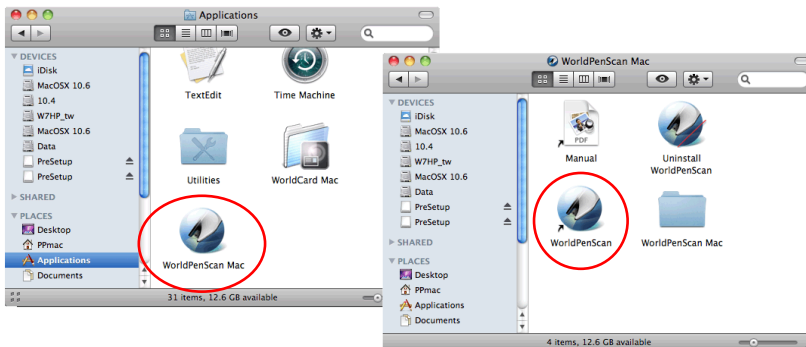 Applications
DEVICES
iDisk
MacOSX 10.6
10.4
W7HP_tw
MacOSX 10.6
Data
PreSetup
PreSetup
SHARED
PLACES
Desktop
PPmac
Applications
Documents
TextEdit
Time Machine
Utilities
WorldCard Mac
WorldPenScan Mac
31 items, 12.6 GB available
WorldPenScan Mac
DEVICES
iDisk
MacOSX 10.6
10.4
W7HP_tw
MacOSX 10.6
Data
PreSetup
PreSetup
SHARED
PLACES
Desktop
PPmac
Applications
Documents
PDF
Manual
Uninstall
WorldPenScan
WorldPenScan
WorldPenScan Mac
4 items, 12.6 GB available